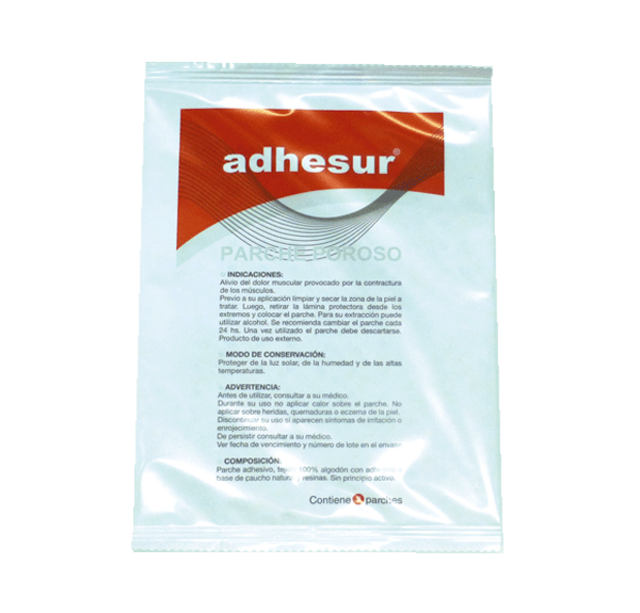 adhesur®
PARCHE POROSO
INDICACIONES:
Alivio del dolor muscular provocado por la contractura
de los músculos.
Previo a su aplicación limpiar y secar la zona de la piel a
tratar. Luego, retirar la lámina protectora desde los
extremos y colocar el parche. Para su extracción puede
utilizar alcohol. Se recomienda cambiar el parche cada
24 hs. Una vez utilizado el parche debe descartarse.
Producto de uso externo.
MODO DE CONSERVACIÓN:
Proteger de la luz solar, de la humedad y de las altas
temperaturas.
ADVERTENCIA:
Antes de utilizar, consultar a su médico.
Durante su uso no aplicar calor sobre el parche. No
aplicar sobre heridas, quemaduras o eczema de la piel.
Discontinuar su uso si aparecen síntomas de irritación o
enrojecimiento.
De persistir consultar a su médico.
Ver fecha de vencimiento y número de lote en el envase
COMPOSICIÓN:
Parche adhesivo, 100% algodón con
base de caucho natural y resinas. Sin principio activo.
Contiene parches